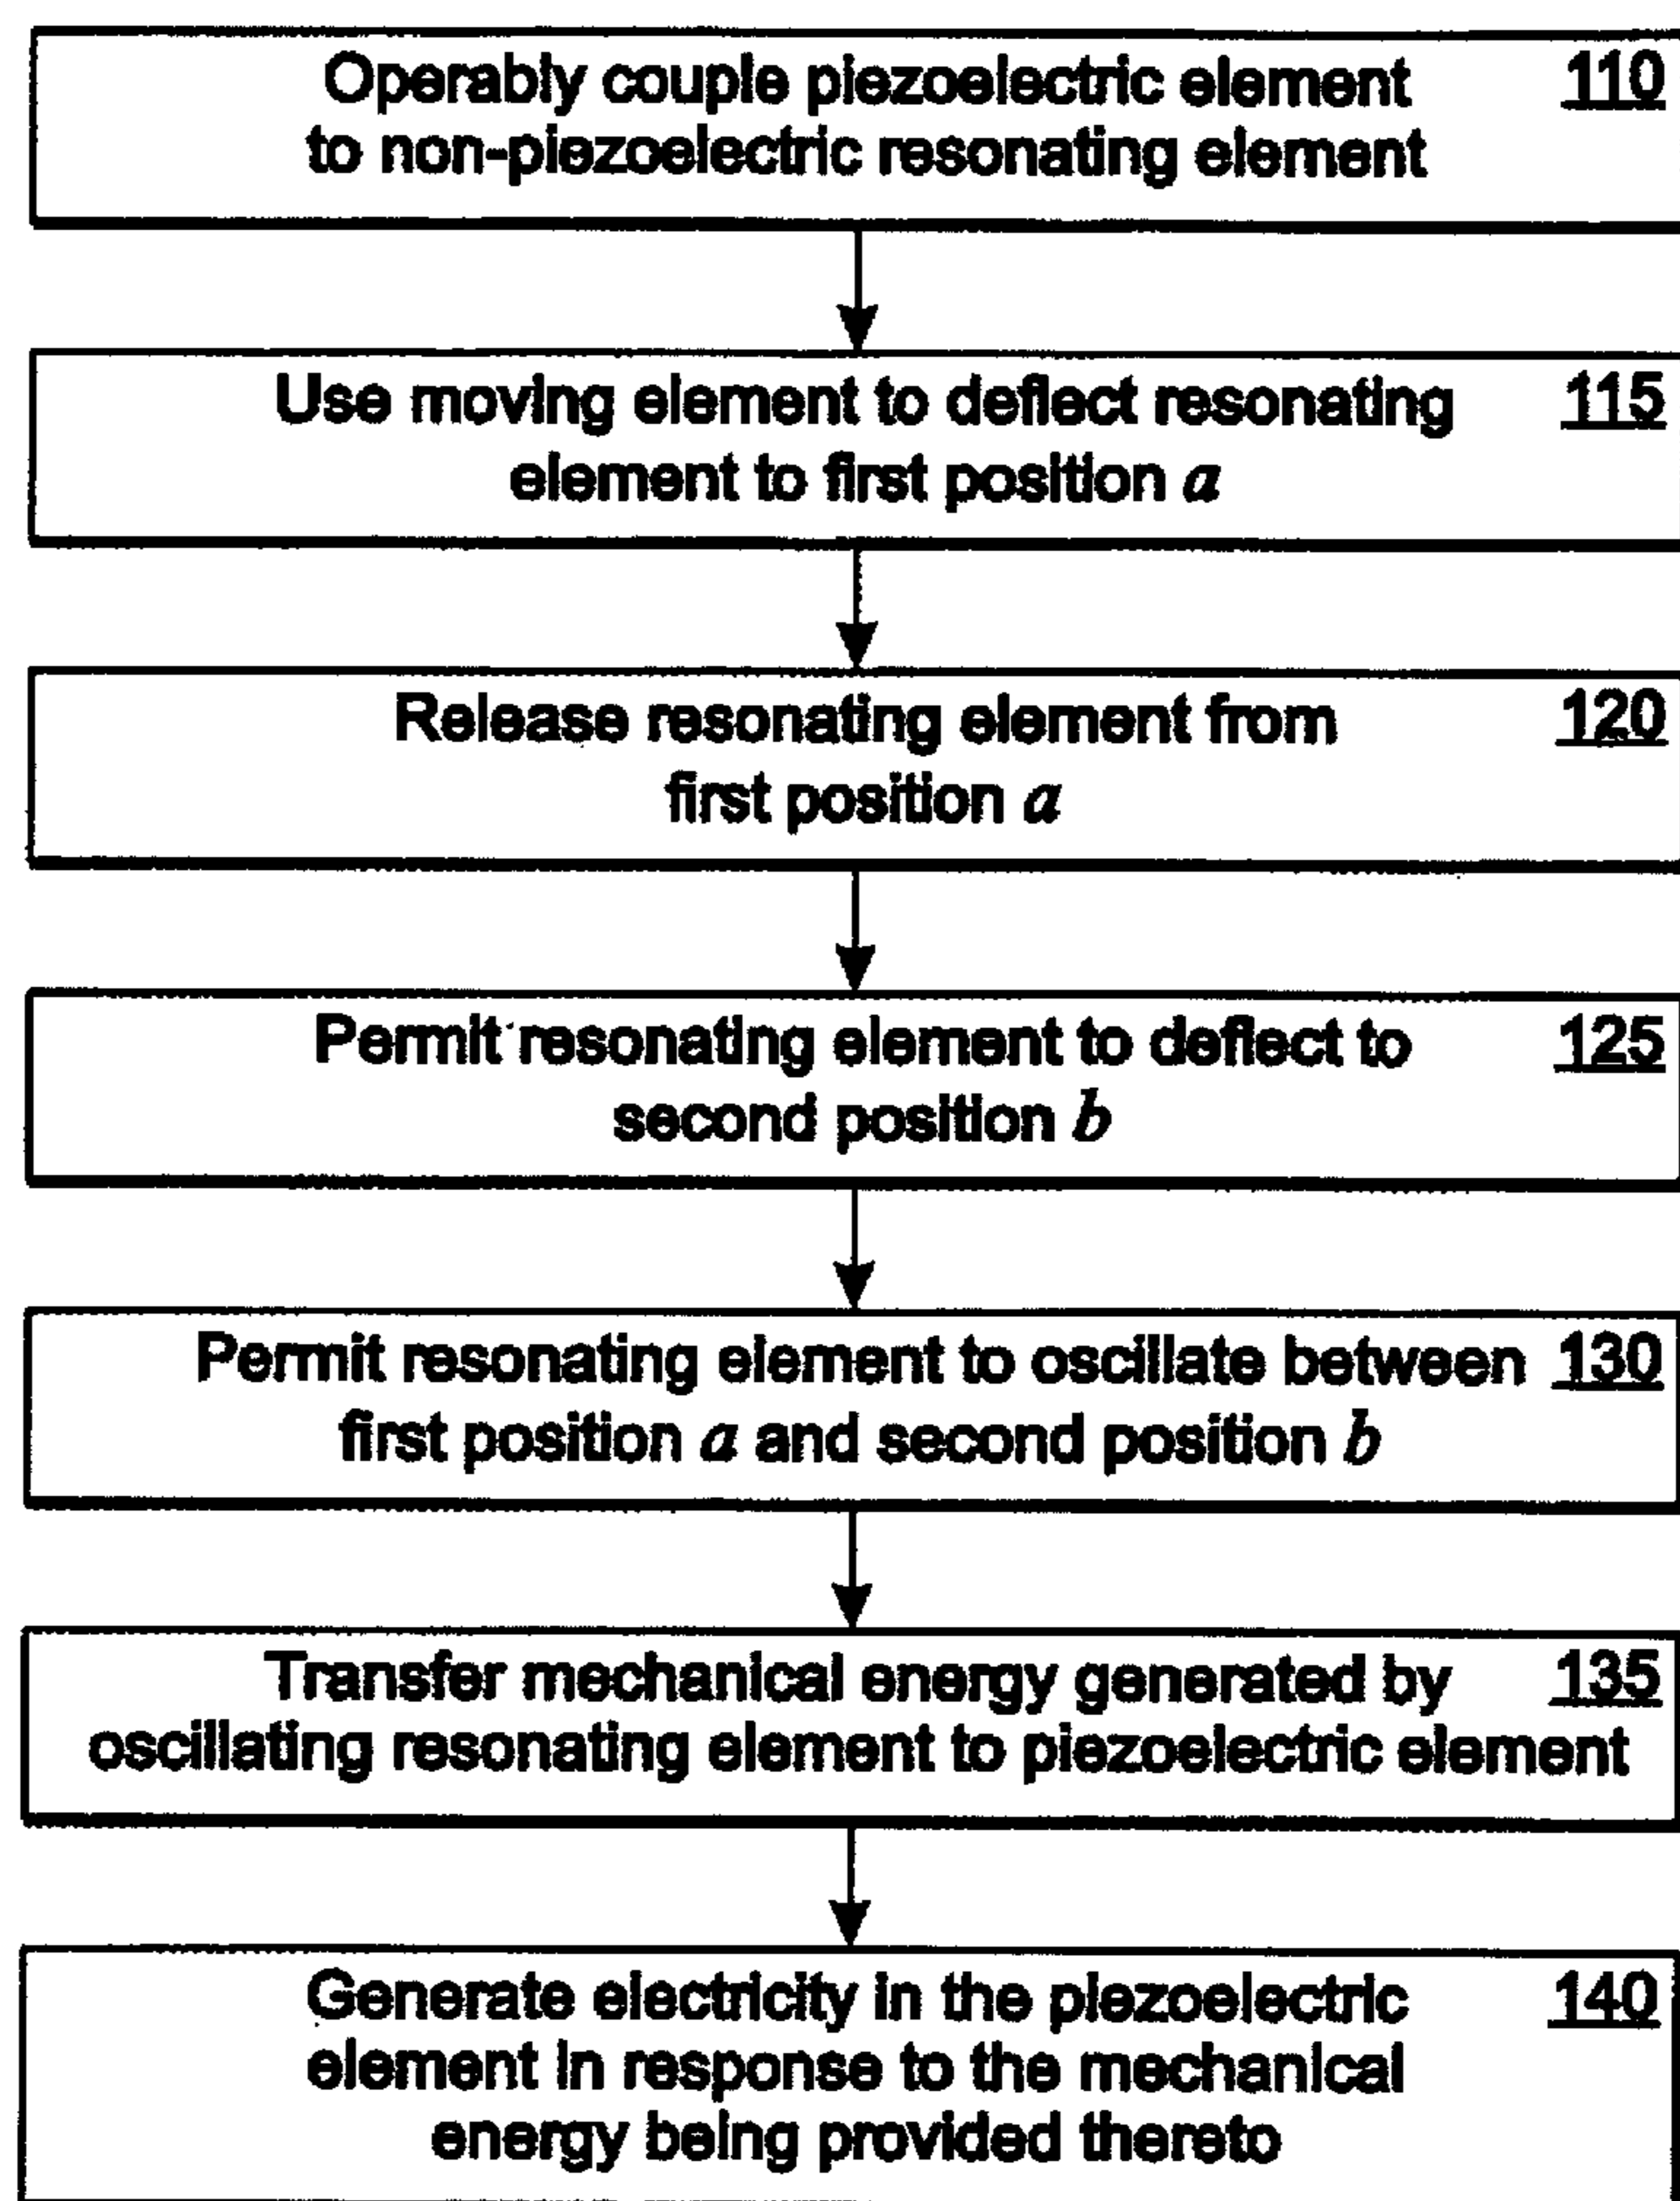 Operably couple piezoelectric element 110
to non-piezoelectric resonating element
Use moving element to deflect resonating 115
element to first position a
Release resonating element from 120
first position a
Permit resonating element to deflect to 125
second position b
Permit resonating element to oscillate between 130
first position a and second position b
Transfer mechanical energy generated by 135
oscillating resonating element to piezoelectric element
Generate electricity in the piezoelectric 140
element in response to the mechanical
energy being provided thereto